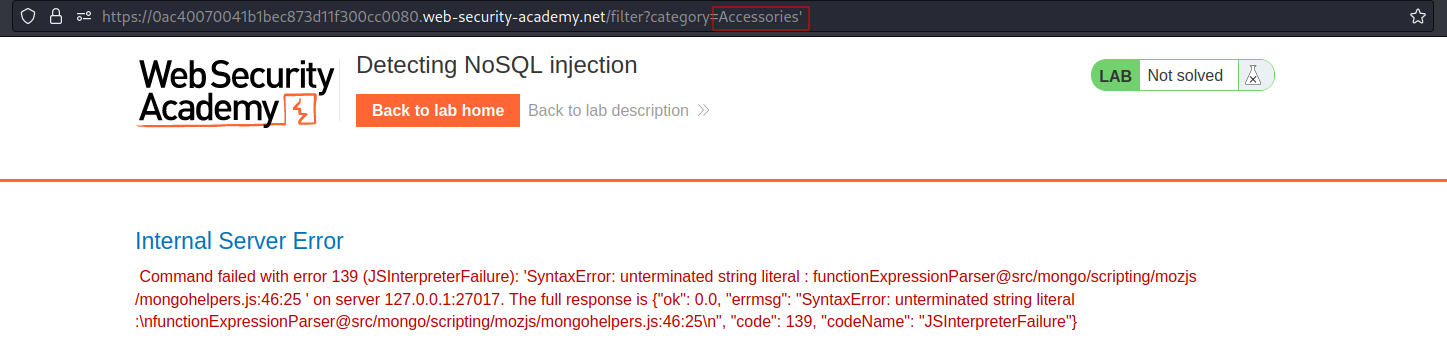 https://0ac40070041b1bec873d11f300cc0080.web-security-academy.net/filter?category=Accessories'
Web Security
Academy
Detecting NoSQL injection
LAB Not solved
Back to lab home Back to lab description
Internal Server Error
Command failed with error 139 (JSInterpreterFailure): 'SyntaxError: unterminated string literal : functionExpressionParser@src/mongo/scripting/mozjs
/mongohelpers.js:46:25 ' on server 127.0.0.1:27017. The full response is {"ok": 0.0, "errmsg": "SyntaxError: unterminated string literal
:\nfunctionExpressionParser@src/mongo/scripting/mozjs/mongohelpers.js:46:25\n", "code": 139, "codeName": "JSInterpreterFailure"}